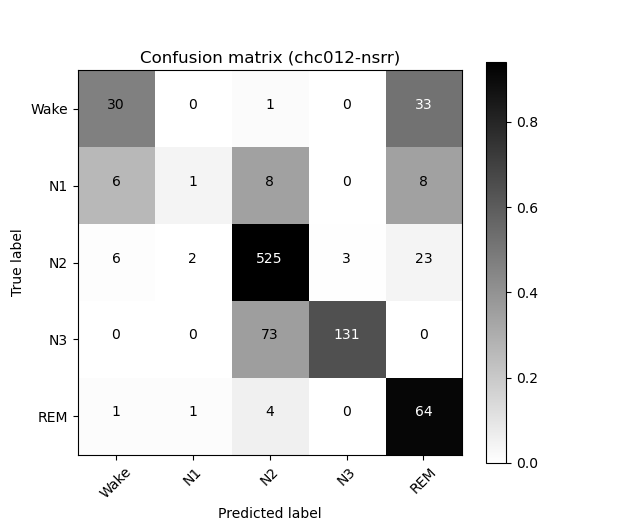 Confusion matrix (chc012-nsrr)
Wake 30 0 1 0 33
N1 6 1 8 0 8
N2 6 2 525 3 23
N3 0 0 73 131 0
REM 1 1 4 0 64
Wake N1 N2 N3 REM
Predicted label
True label
0.8
0.6
0.4
0.2
0.0